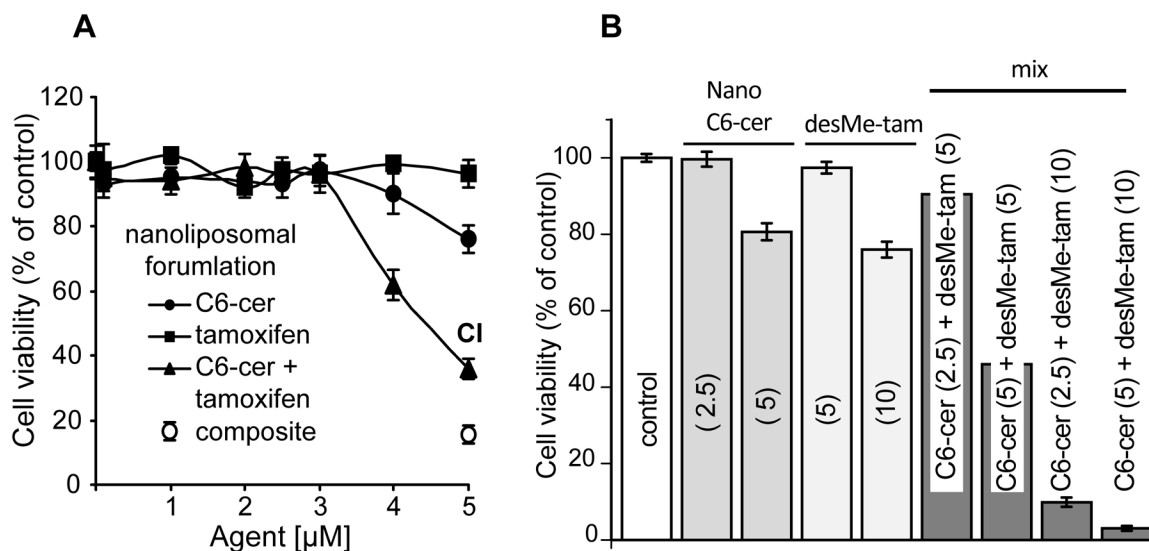 A
Cell viability (% of control)
120
100
80
60
40
20
0
nanoliposomal
forumlation
C6-cer
tamoxifen
C6-cer +
tamoxifen
composite
CI
1
2
3
4
5
Agent [µM]
B
Cell viability (% of control)
100
80
60
40
20
0
Nano
C6-cer
desMe-tam
mix
control
( 2.5)
( 5)
(5)
(10)
C6-cer (2.5) + desMe-tam (5)
C6-cer (5) + desMe-tam (5)
C6-cer (2.5) + desMe-tam (10)
C6-cer (5) + desMe-tam (10)